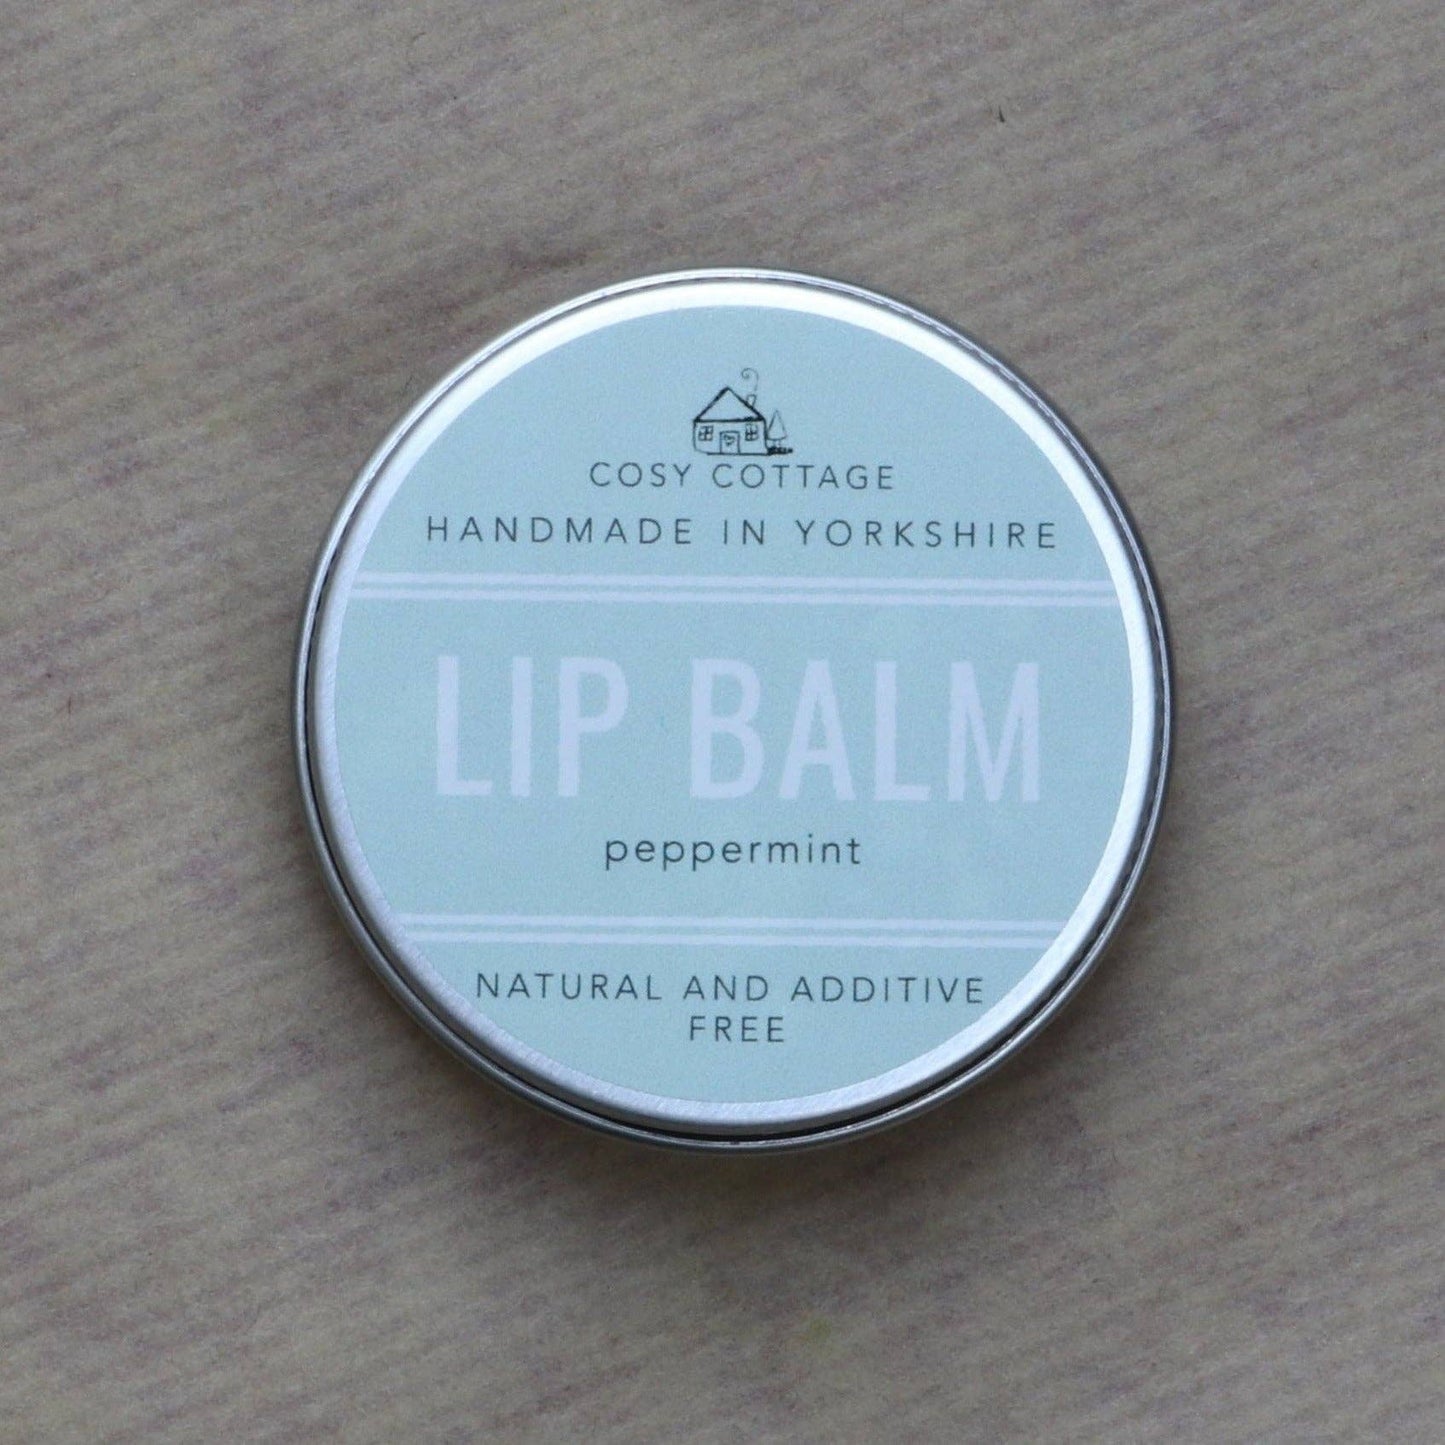 COSY COTTAGE
HANDMADE IN YORKSHIRE
LIP BALM
peppermint
NATURAL AND ADDITIVE
FREE